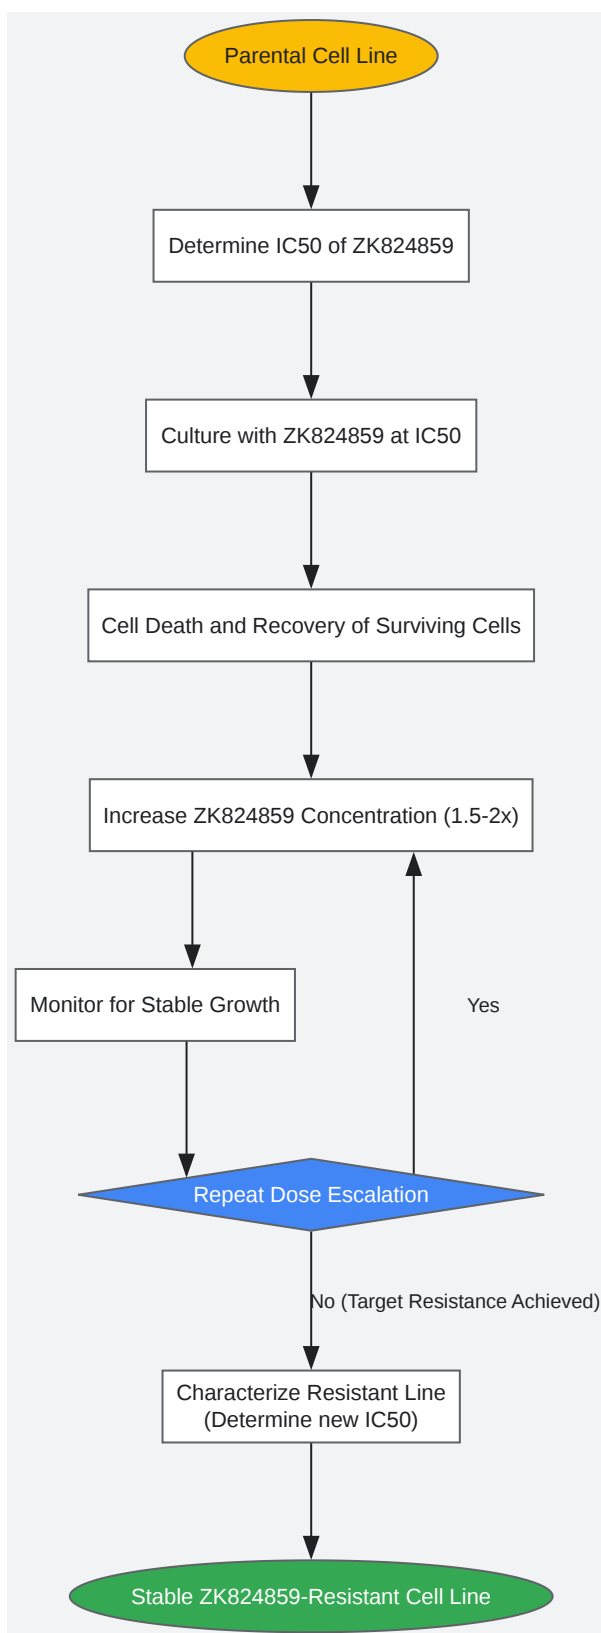 Parental Cell Line
Determine IC50 of ZK824859
Culture with ZK824859 at IC50
Cell Death and Recovery of Surviving Cells
Increase ZK824859 Concentration (1.5-2x)
Monitor for Stable Growth
Yes
Repeat Dose Escalation
No (Target Resistance Achieved)
Characterize Resistant Line
(Determine new IC50)
Stable ZK824859-Resistant Cell Line